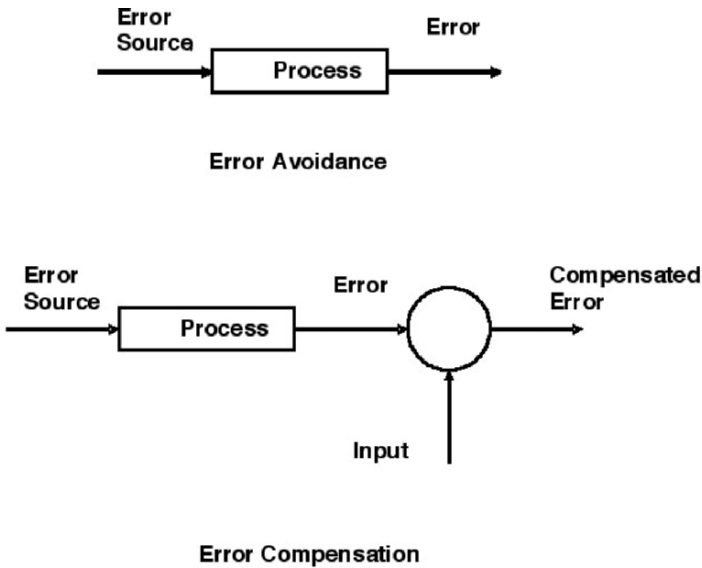 Error
Source
Error
Process
Error Avoidance
Error
Source
Error
Compensated
Error
Process
Input
Error Compensation